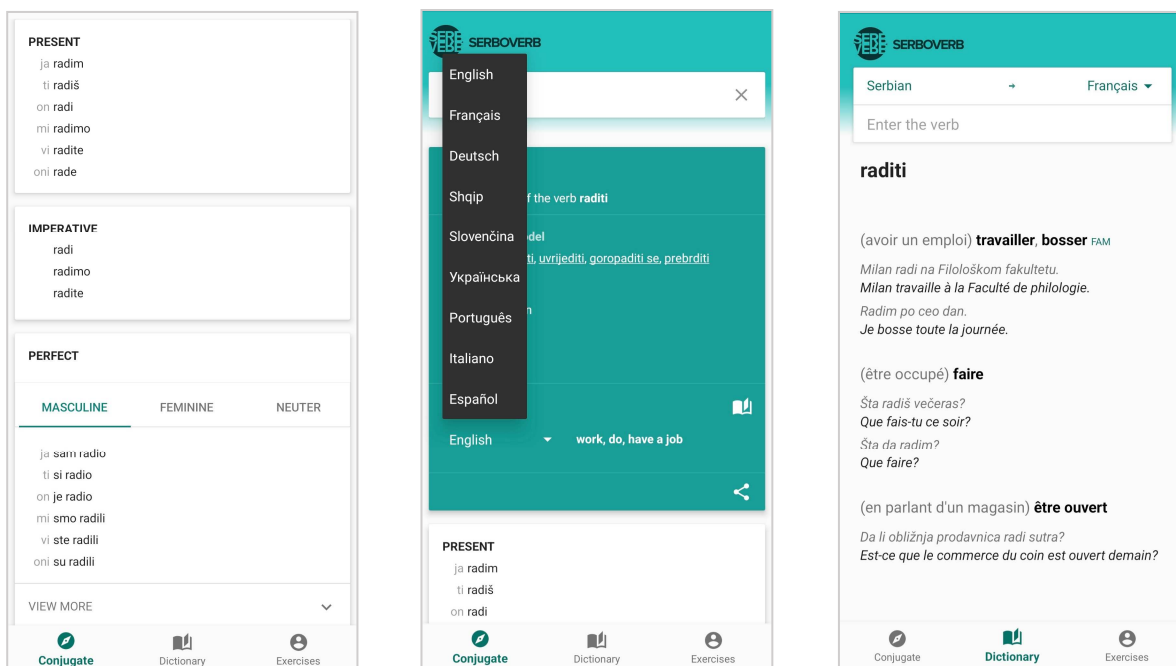 PRESENT
ja radim
ti radiš
on radi
mi radimo
vi radite
oni rade
IMPERATIVE
radi
radimo
radite
PERFECT
MASCULINE FEMININE NEUTER
ja sam radio
ti si radio
on je radio
mi smo radili
vi ste radili
oni su radili
VIEW MORE
Conjugate Dictionary Exercises
SERBOVERB
English
Français
Deutsch
Shqip
Slovenčina
Українська
Português
Italiano
Español
f the verb raditi
del
ti, uvrijediti, goropaditi se, prebrditi
n
English work, do, have a job
PRESENT
ja radim
ti radiš
on radi
Conjugate Dictionary Exercises
SERBOVERB
Serbian → Français
Enter the verb
raditi
(avoir un emploi) travailler, bosser FAM
Milan radi na Filološkom fakultetu.
Milan travaille à la Faculté de philologie.
Radim po ceo dan.
Je bosse toute la journée.
(être occupé) faire
Šta radiš večeras?
Que fais-tu ce soir?
Šta da radim?
Que faire?
(en parlant d'un magasin) être ouvert
Da li obližnja prodavnica radi sutra?
Est-ce que le commerce du coin est ouvert demain?
Conjugate Dictionary Exercises